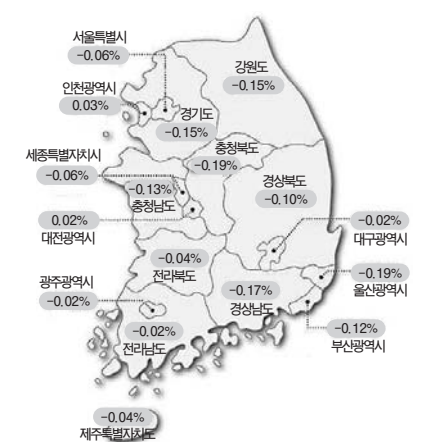 서울특별시
-0.06%
강원도
-0.15%
인천광역시
0.03%
경기도
-0.15%
충청북도
-0.19%
세종특별자치시
-0.06%
-0.13%
충청남도
경상북도
-0.10%
0.02%
대전광역시
-0.02%
대구광역시
-0.04%
전라북도
-0.19%
울산광역시
광주광역시
-0.02%
-0.17%
경상남도
-0.02%
전라남도
-0.12%
부산광역시
-0.04%
제주특별자치도